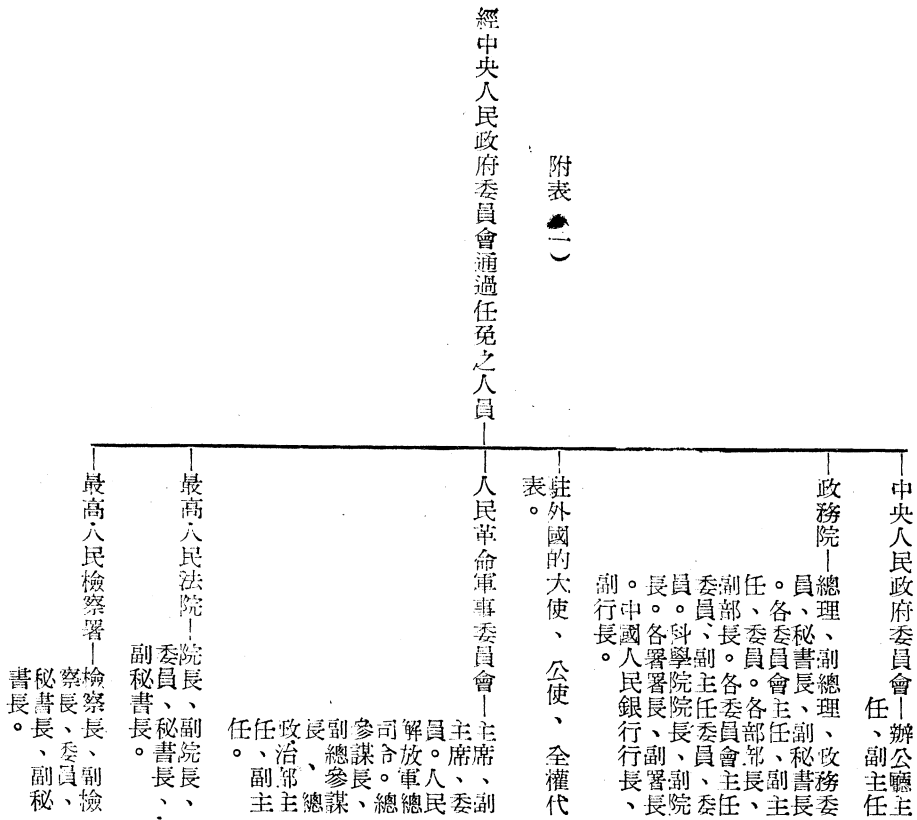 附表（一）
經中央人民政府委員會通過任免之人員
中央人民政府委員會—辦公廳主
任、副主任
政務院—總理、副總理、政務委
員、秘書長、副秘書長
。各委員會主任、副主
任、委員。各部部長、
副部長。各委員會主任
委員、副主任委員、委
員。科學院院長、副院
長。各署署長、副署長
。中國人民銀行行長、
副行長。
駐外國的大使、公使、全權代
表。
人民革命軍事委員會—主席、副
主席、委
員。人民
解放軍總
司令。總
參謀長、
副總參謀
長、總
政治部主
任、副主
任。
最高人民法院—院長、副院長、
委員、秘書長、
副秘書長。
最高人民檢察署—檢察長、副檢
察長、委員、
秘書長、副秘
書長。